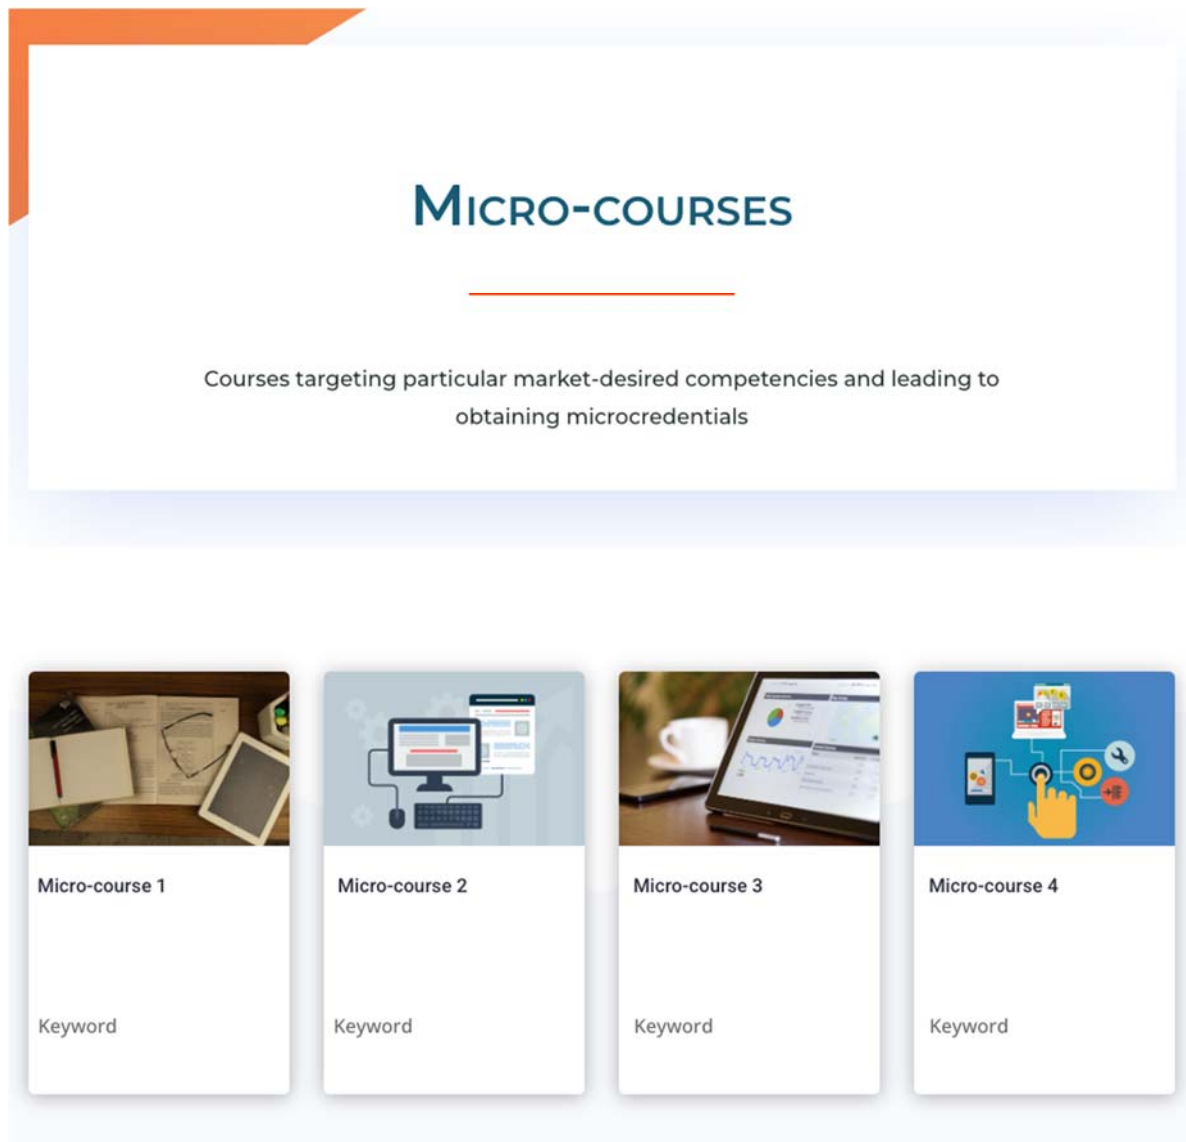 Micro-courses
Courses targeting particular market-desired competencies and leading to
obtaining microcredentials
Micro-course 1
Micro-course 2
Micro-course 3
Micro-course 4
Keyword
Keyword
Keyword
Keyword